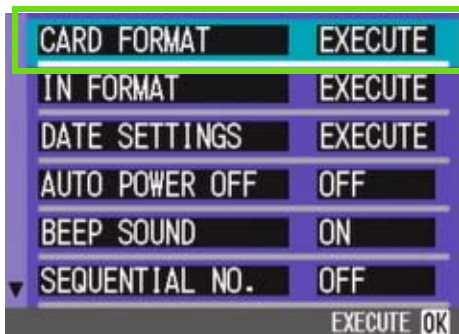 CARD FORMAT EXECUTE
IN FORMAT EXECUTE
DATE SETTINGS EXECUTE
AUTO POWER OFF OFF
BEEP SOUND ON
SEQUENTIAL NO. OFF
EXECUTE OK